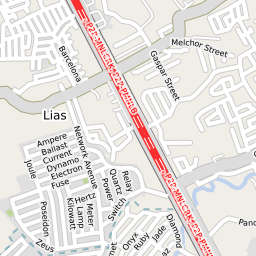 Melchor Street
Gaspar Street
Barcelona
Lias
Ampere
Ballast
Current
Dynamo
Electron
Fuse
Joule
Network Avenue
Hertz
Meter
Lamp
Kilowatt
Poseidon
Zeus
Relay
Quartz
Power
Switch
Onyx
Ruby
Jade
Diamond